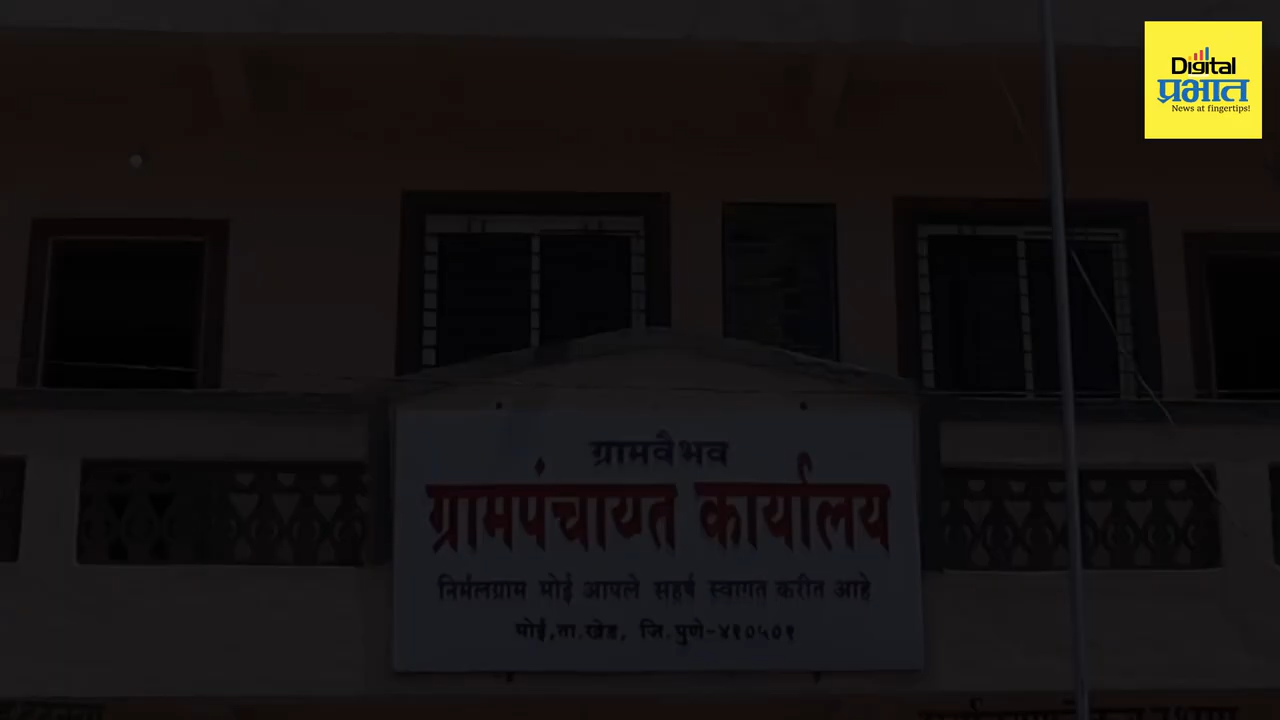 Digital
प्रभात
News at fingertips!
ग्रामवैभव
ग्रामपंचायत कार्यालय
निर्मलग्राम मोई आपले सहर्ष स्वागत करीत आहे
मोई,ता.खेड, जि.पुणे-४१०५०१